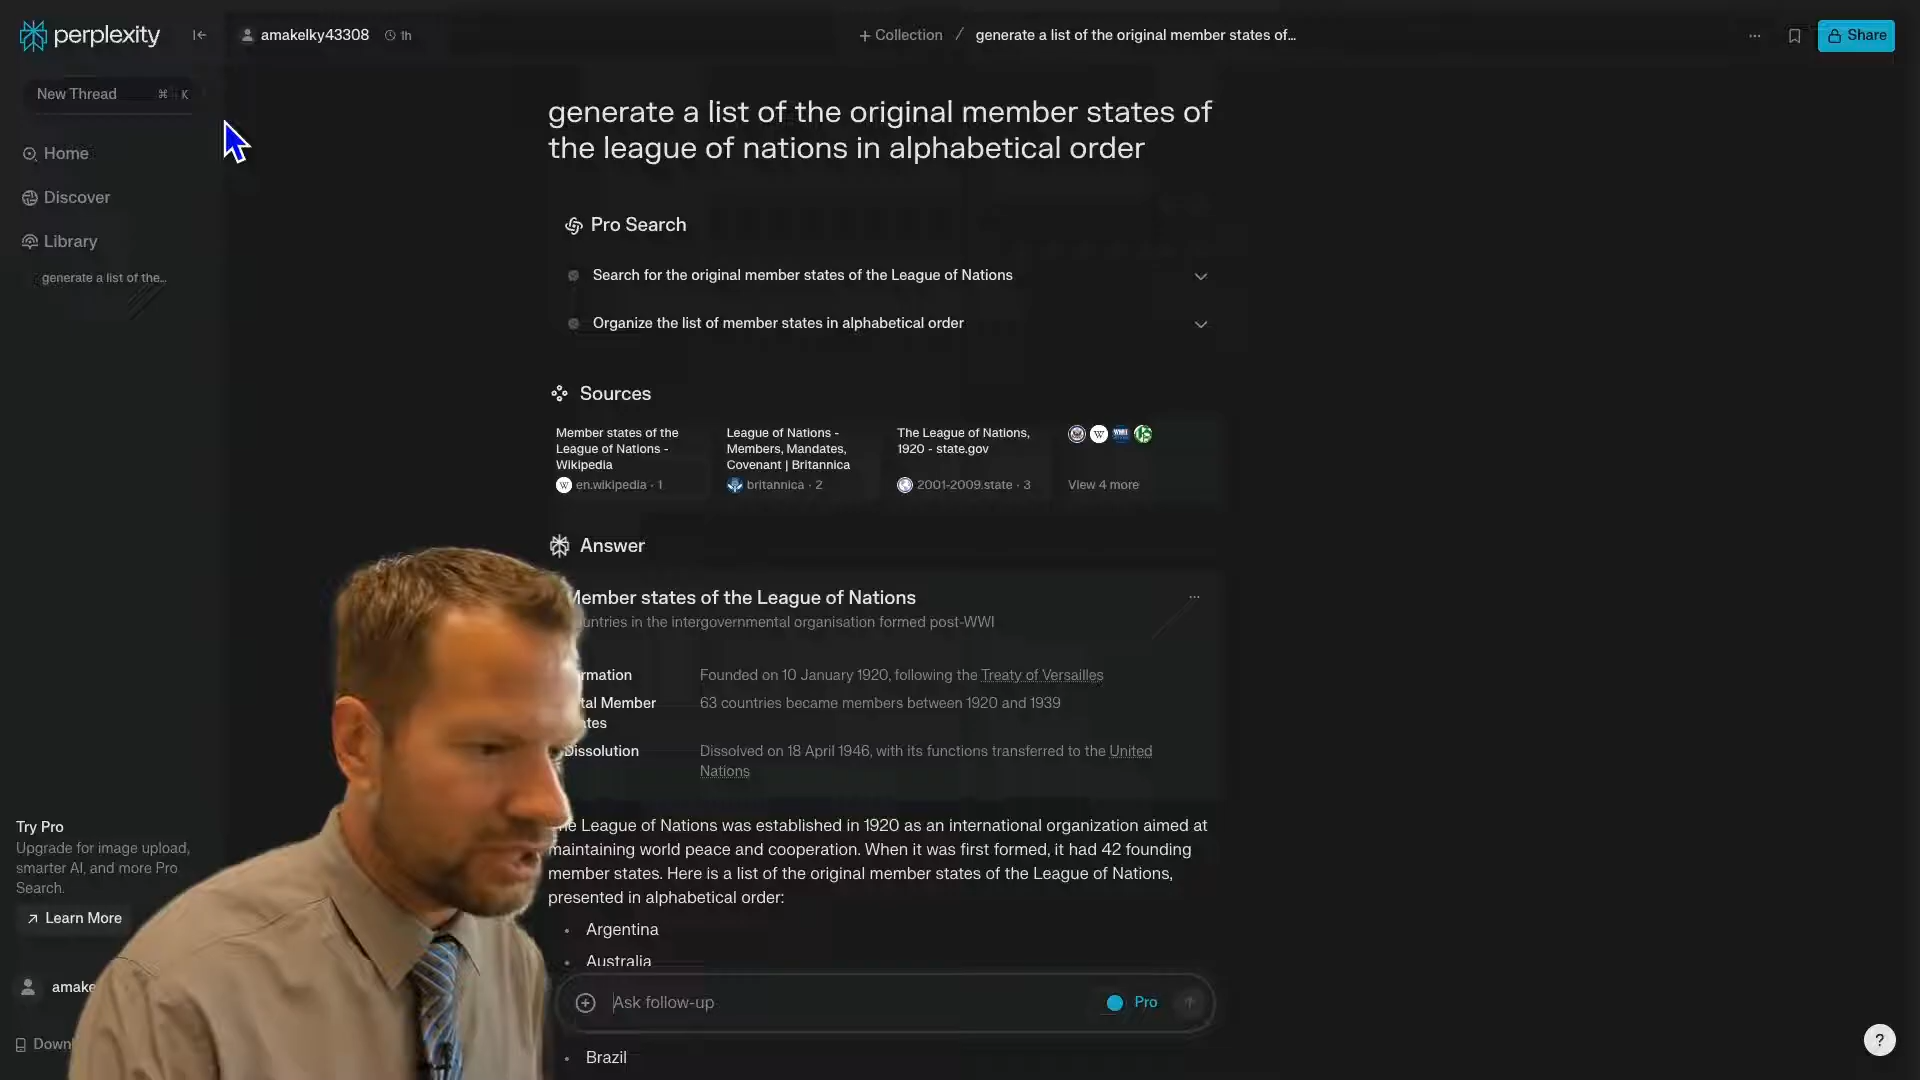 perplexity
amakelky43308
1h
+ Collection / generate a list of the original member states of...
...
Share
New Thread
⌘ K
Home
Discover
Library
generate a list of the...
generate a list of the original member states of
the league of nations in alphabetical order
Pro Search
Search for the original member states of the League of Nations
Organize the list of member states in alphabetical order
Sources
Member states of the
League of Nations -
Wikipedia
W en.wikipedia · 1
League of Nations -
Members, Mandates,
Covenant | Britannica
britannica · 2
The League of Nations,
1920 - state.gov
2001-2009.state · 3
W
View 4 more
Answer
Member states of the League of Nations
...
untries in the intergovernmental organisation formed post-WWI
rmation
Founded on 10 January 1920, following the Treaty of Versailles
tal Member
ates
63 countries became members between 1920 and 1939
Dissolution
Dissolved on 18 April 1946, with its functions transferred to the United
Nations
The League of Nations was established in 1920 as an international organization aimed at
maintaining world peace and cooperation. When it was first formed, it had 42 founding
member states. Here is a list of the original member states of the League of Nations,
presented in alphabetical order:
• Argentina
• Australia
Ask follow-up
Pro
• Brazil
Try Pro
Upgrade for image upload,
smarter AI, and more Pro
Search.
Learn More
amake
Down
?